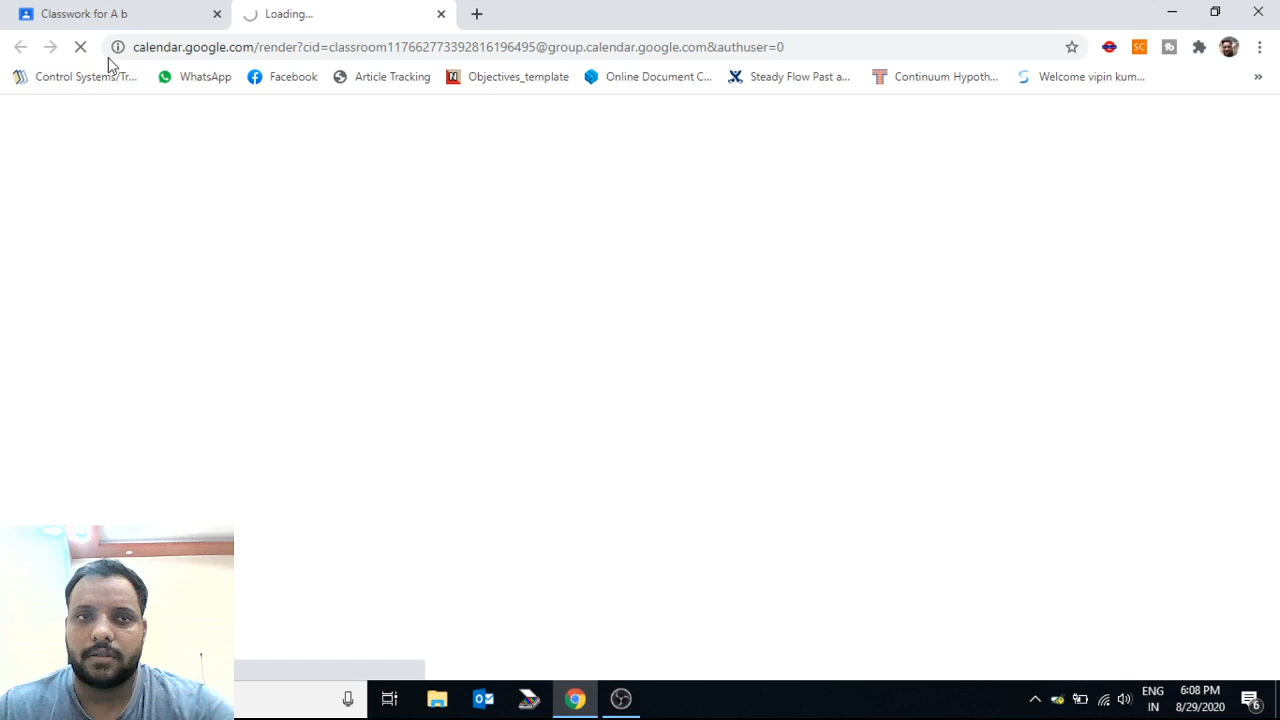 Classwork for A b
Loading...
calendar.google.com/render?cid=classroom117662773392816196495@group.calendar.google.com&authuser=0
SC
Control Systems/Tr...
WhatsApp
Facebook
Article Tracking
Objectives_template
Online Document C...
Steady Flow Past a...
Continuum Hypoth...
Welcome vipin kum...
»
ENG
IN
6:08 PM
8/29/2020
6